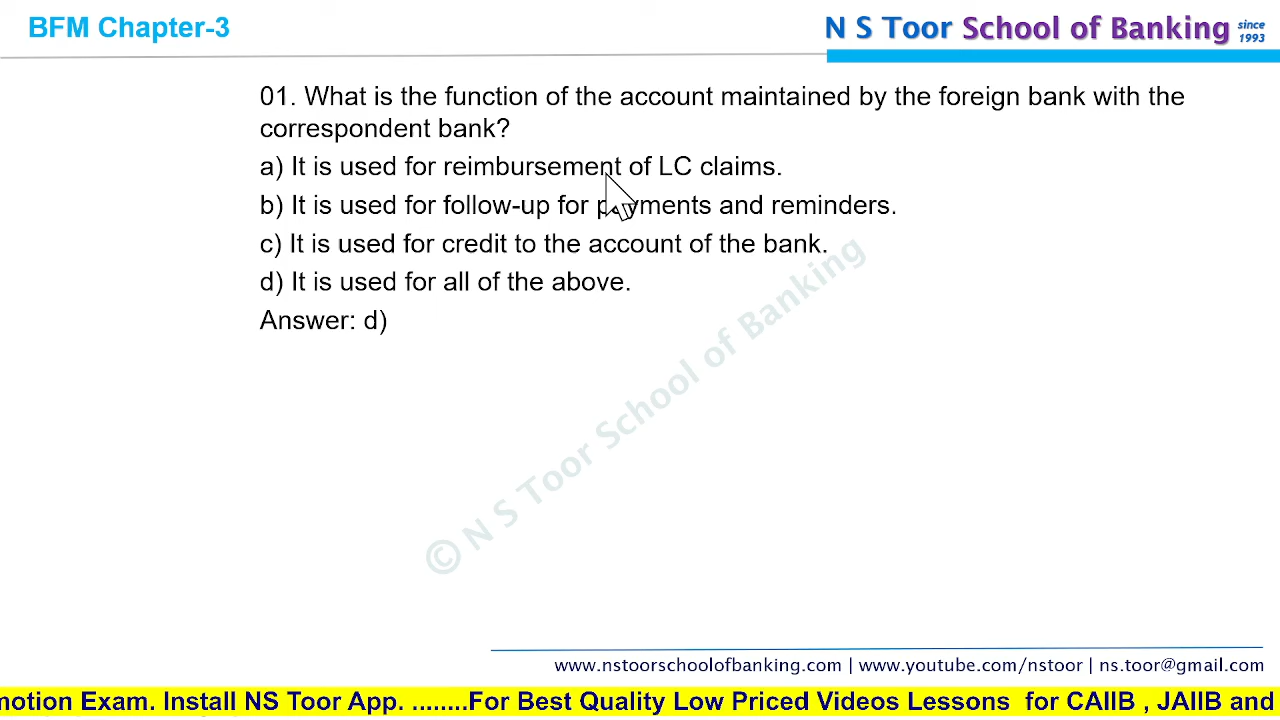 BFM Chapter-3
N S Toor School of Banking since 1993
01. What is the function of the account maintained by the foreign bank with the
correspondent bank?
a) It is used for reimbursement of LC claims.
b) It is used for follow-up for payments and reminders.
c) It is used for credit to the account of the bank.
d) It is used for all of the above.
Answer: d)
© N S Toor School of Banking
www.nstoorschoolofbanking.com | www.youtube.com/nstoor | ns.toor@gmail.com
motion Exam. Install NS Toor App. ........For Best Quality Low Priced Videos Lessons for CAIIB , JAIIB and